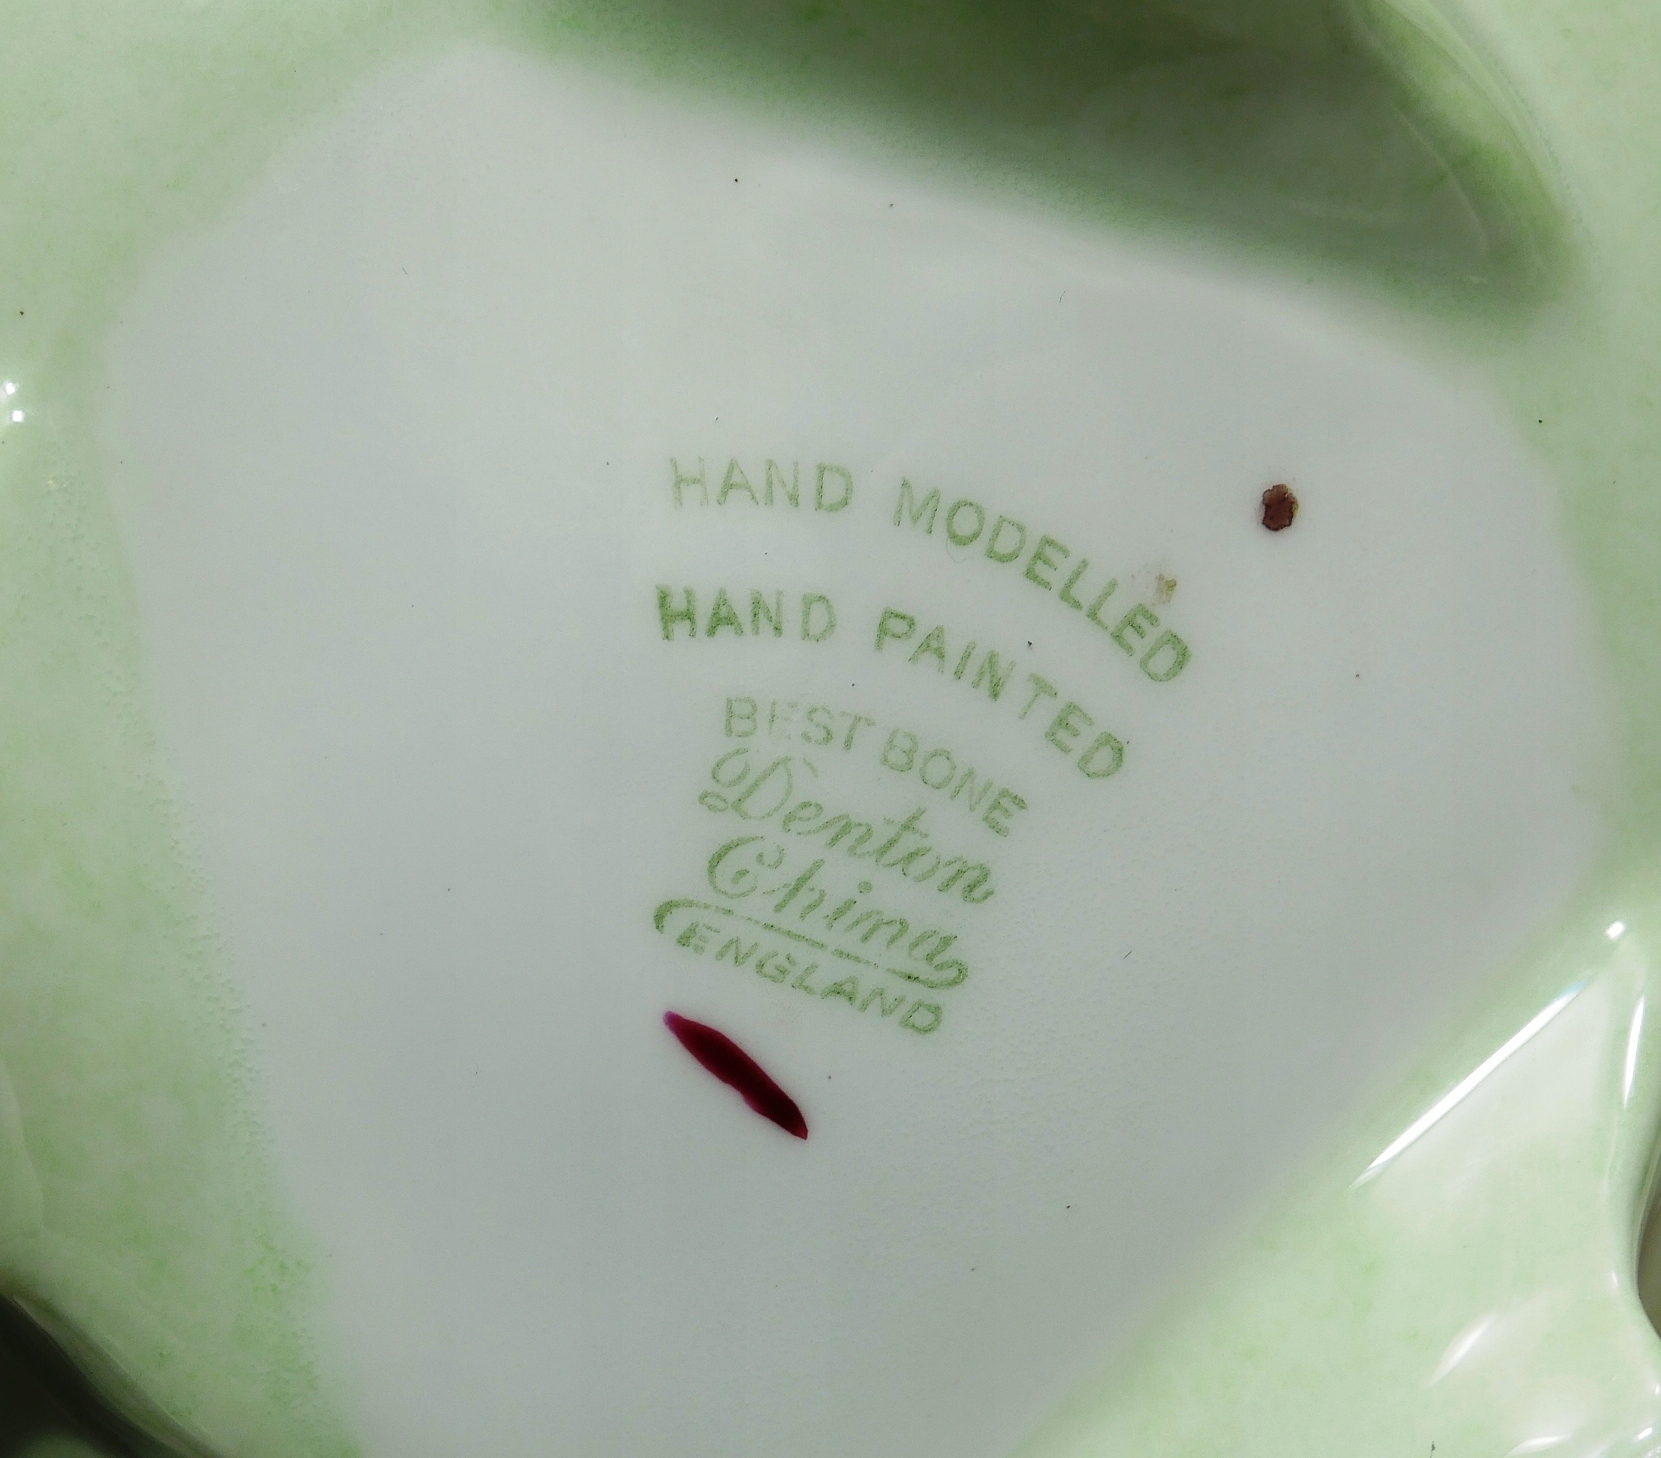 HAND MODELLED
HAND PAINTED
BEST BONE
Denton
China
ENGLAND